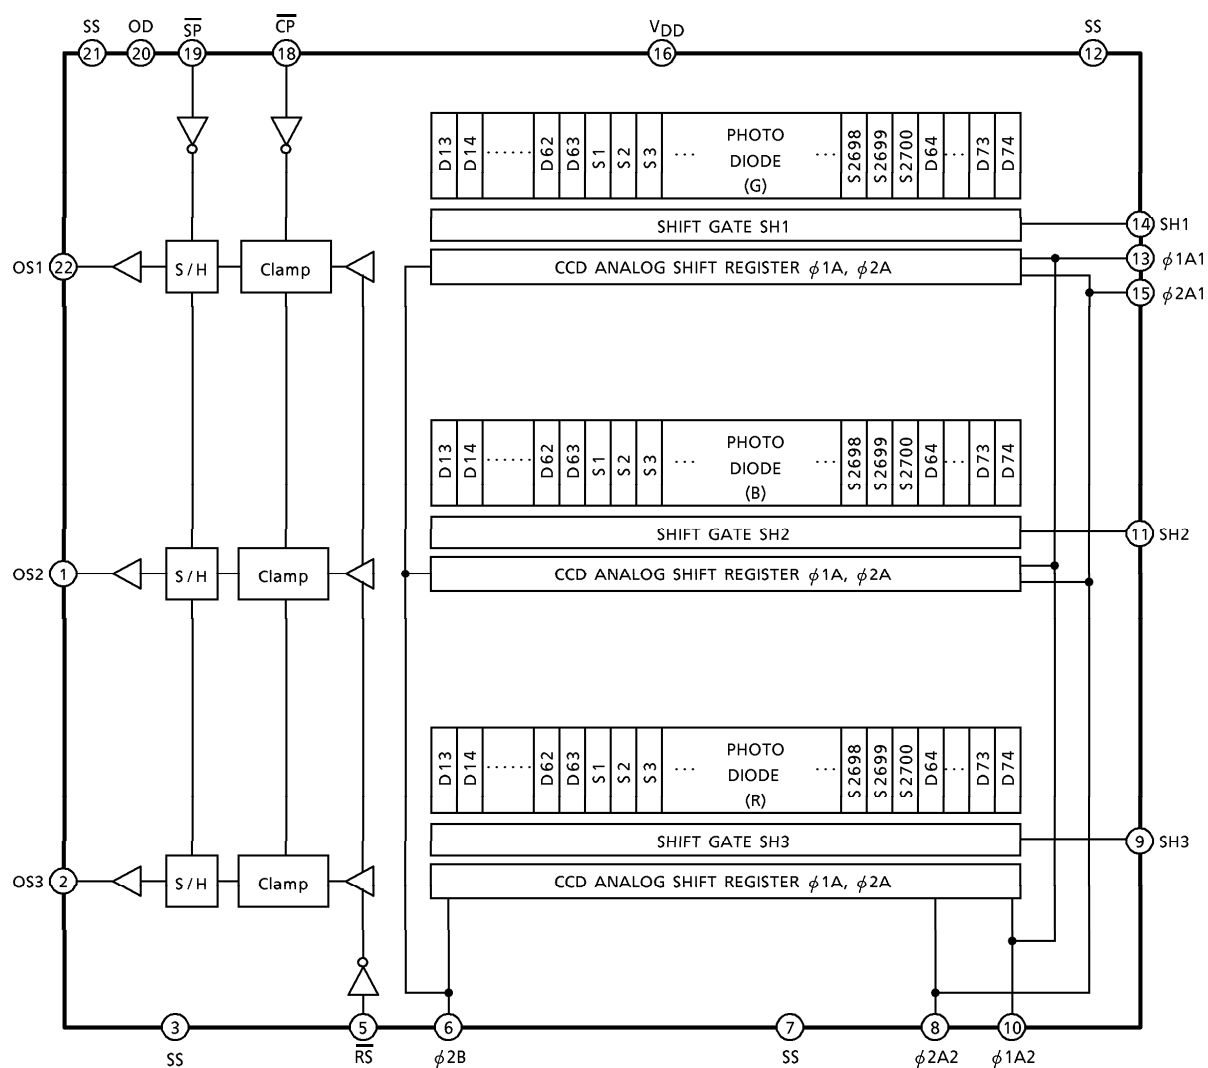 SS OD SP CP VDD SS
21 20 19 18 16 12
D13 D14 ...... D62 D63 S1 S2 S3 ... PHOTO DIODE (G) ... S2698 S2699 S2700 D64 ... D73 D74
SHIFT GATE SH1
14 SH1
OS1 22 S/H Clamp
CCD ANALOG SHIFT REGISTER ϕ1A, ϕ2A
13 ϕ1A1
15 ϕ2A1
D13 D14 ...... D62 D63 S1 S2 S3 ... PHOTO DIODE (B) ... S2698 S2699 S2700 D64 ... D73 D74
SHIFT GATE SH2
11 SH2
OS2 1 S/H Clamp
CCD ANALOG SHIFT REGISTER ϕ1A, ϕ2A
D13 D14 ...... D62 D63 S1 S2 S3 ... PHOTO DIODE (R) ... S2698 S2699 S2700 D64 ... D73 D74
SHIFT GATE SH3
9 SH3
OS3 2 S/H Clamp
CCD ANALOG SHIFT REGISTER ϕ1A, ϕ2A
3 5 6 7 8 10
SS RS ϕ2B SS ϕ2A2 ϕ1A2